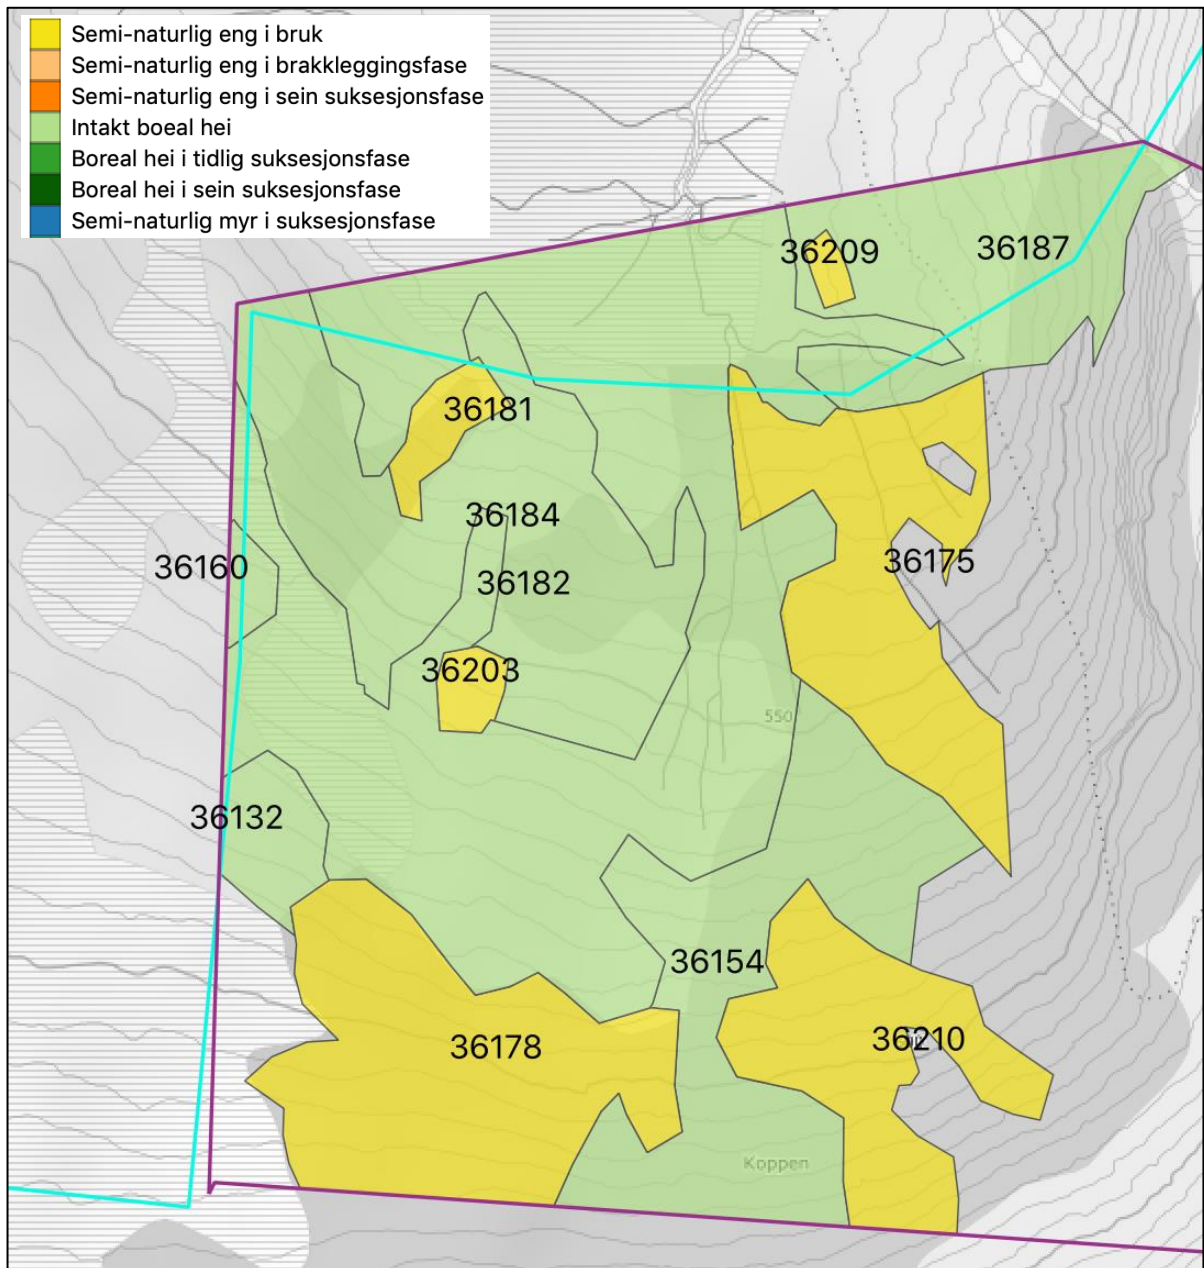 Semi-naturlig eng i bruk
Semi-naturlig eng i brakkleggingsfase
Semi-naturlig eng i sein suksesjonsfase
Intakt boeal hei
Boreal hei i tidlig suksesjonsfase
Boreal hei i sein suksesjonsfase
Semi-naturlig myr i suksesjonsfase
36209
36187
36181
36184
36175
36160
36182
36203
550
36132
36154
36178
36210
Koppen